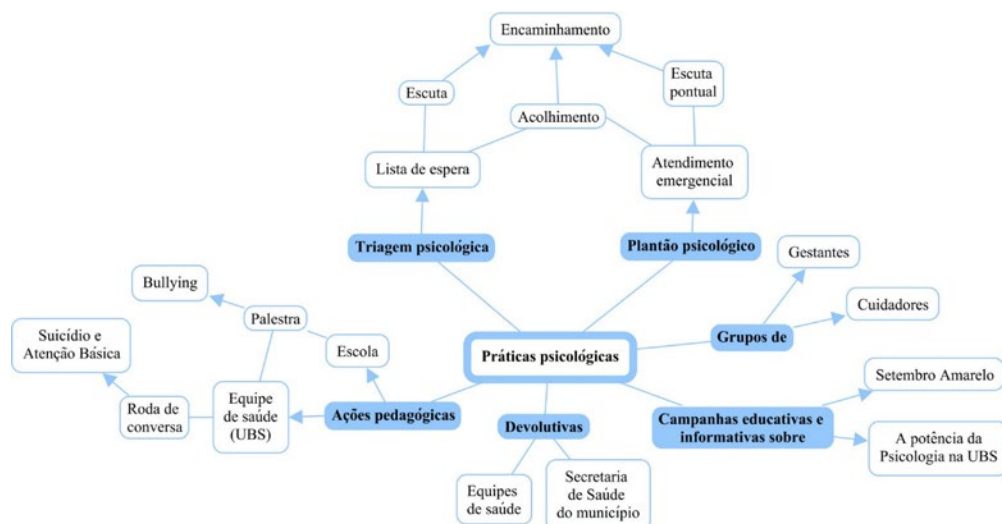 Encaminhamento
Escuta
Escuta
pontual
Acolhimento
Lista de espera
Atendimento
emergencial
Triagem psicológica
Plantão psicológico
Gestantes
Bullying
Cuidadores
Palestra
Suicídio e
Atenção Básica
Escola
Práticas psicológicas
Grupos de
Setembro Amarelo
Roda de
conversa
Equipe
de saúde
(UBS)
Ações pedagógicas
Devolutivas
Campanhas educativas e
informativas sobre
A potência da
Psicologia na UBS
Equipes
de saúde
Secretaria
de Saúde
do município